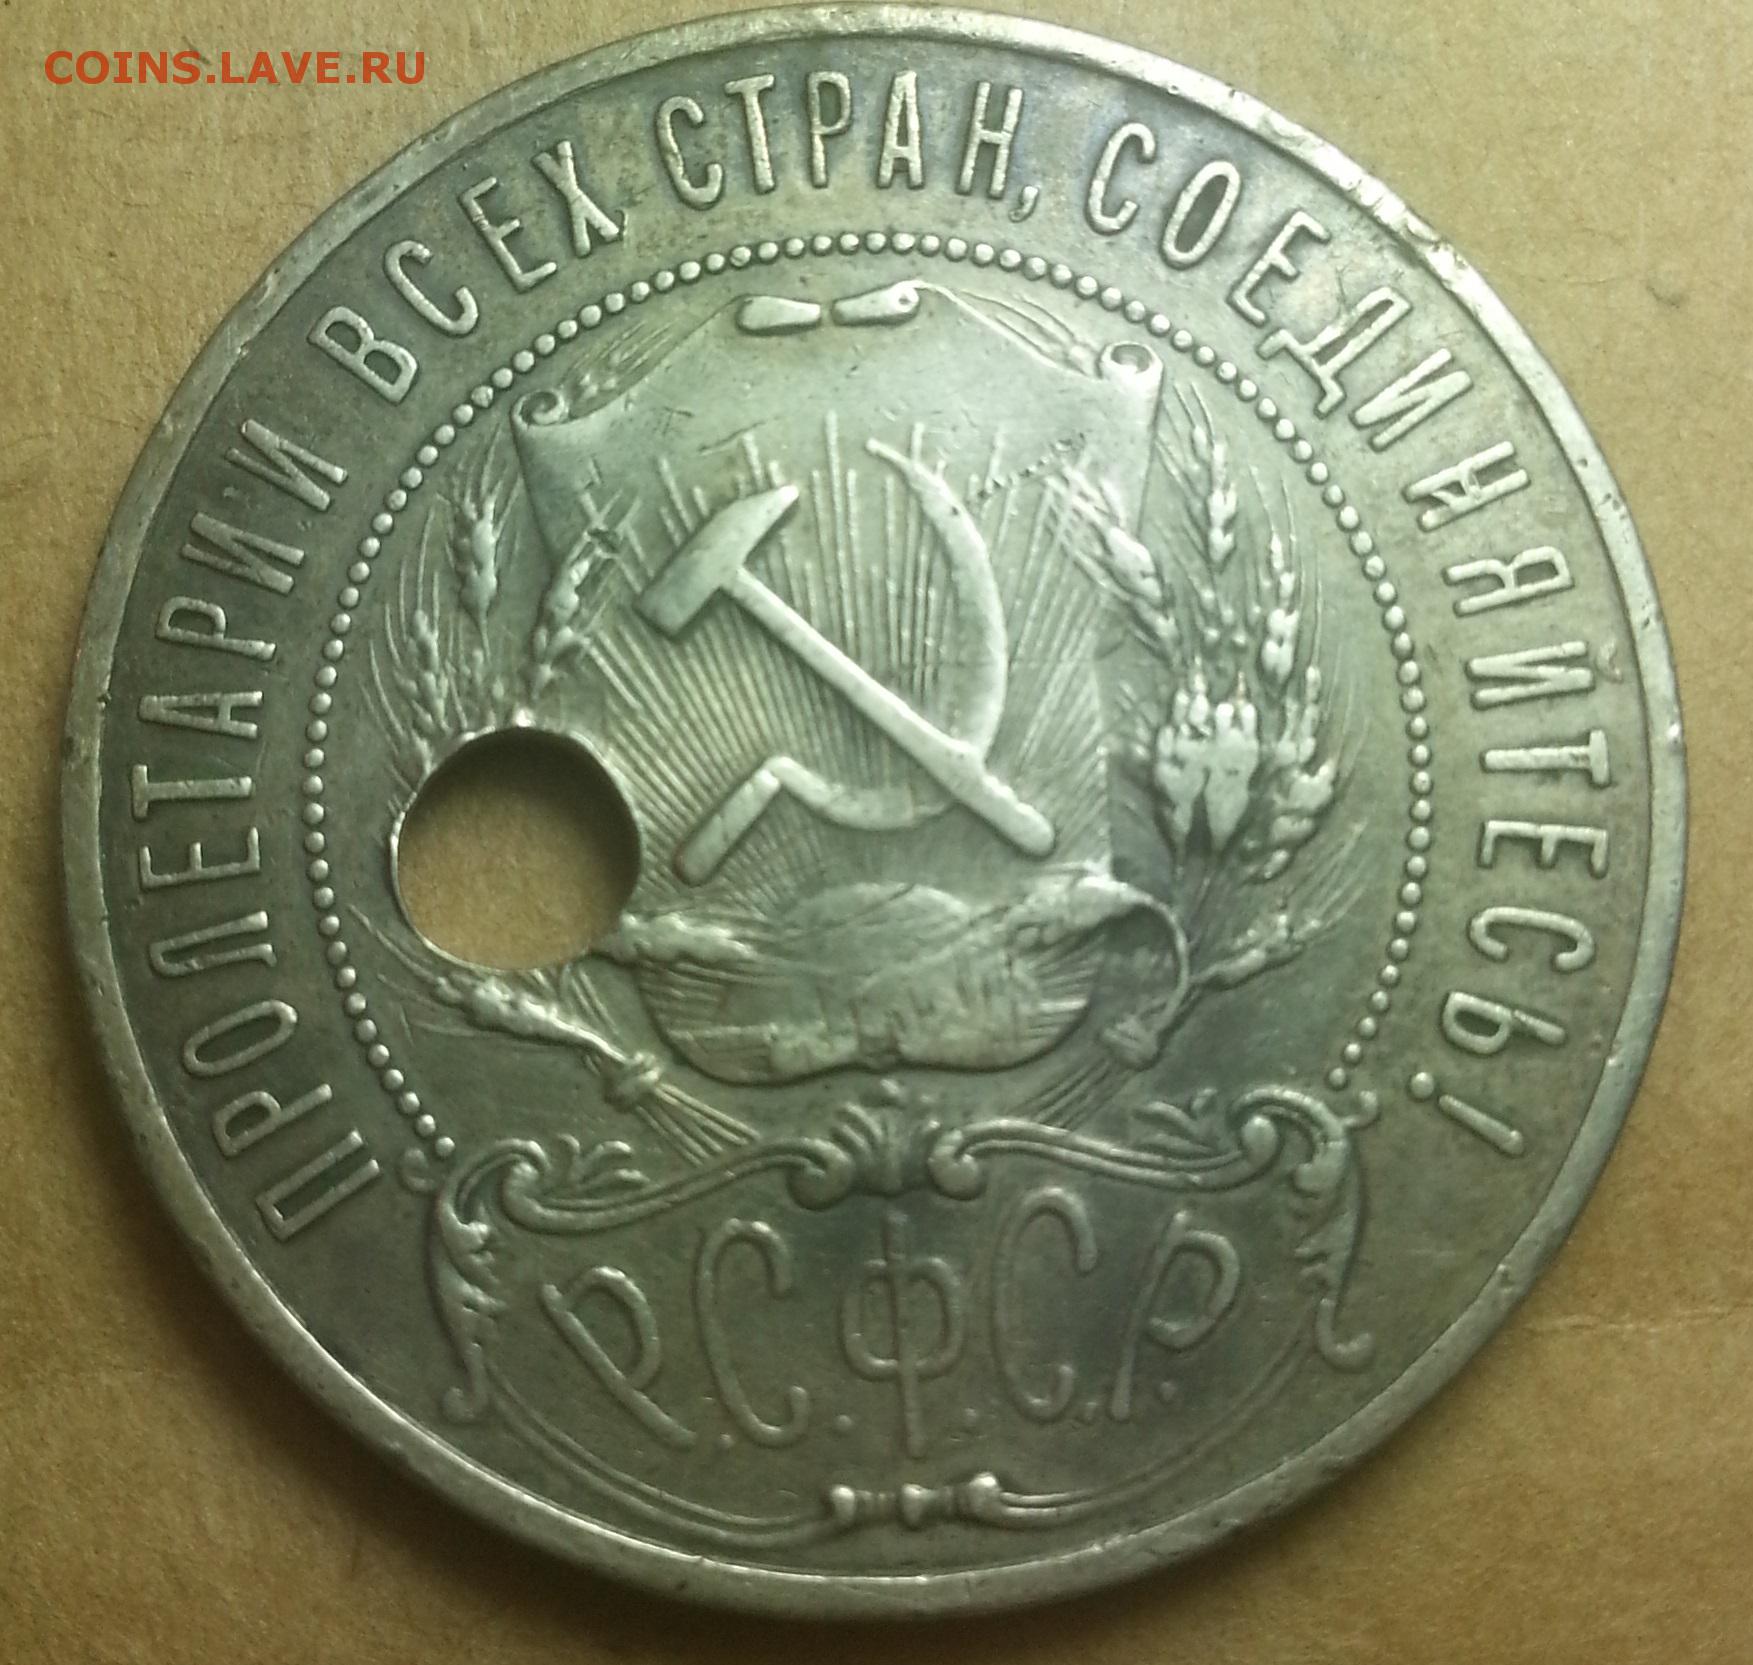 COINS.LAVE.RU
ПРОЛЕТАРИИ ВСЕХ СТРАН, СОЕДИНЯЙТЕСЬ!
Р.С.Ф.С.Р.